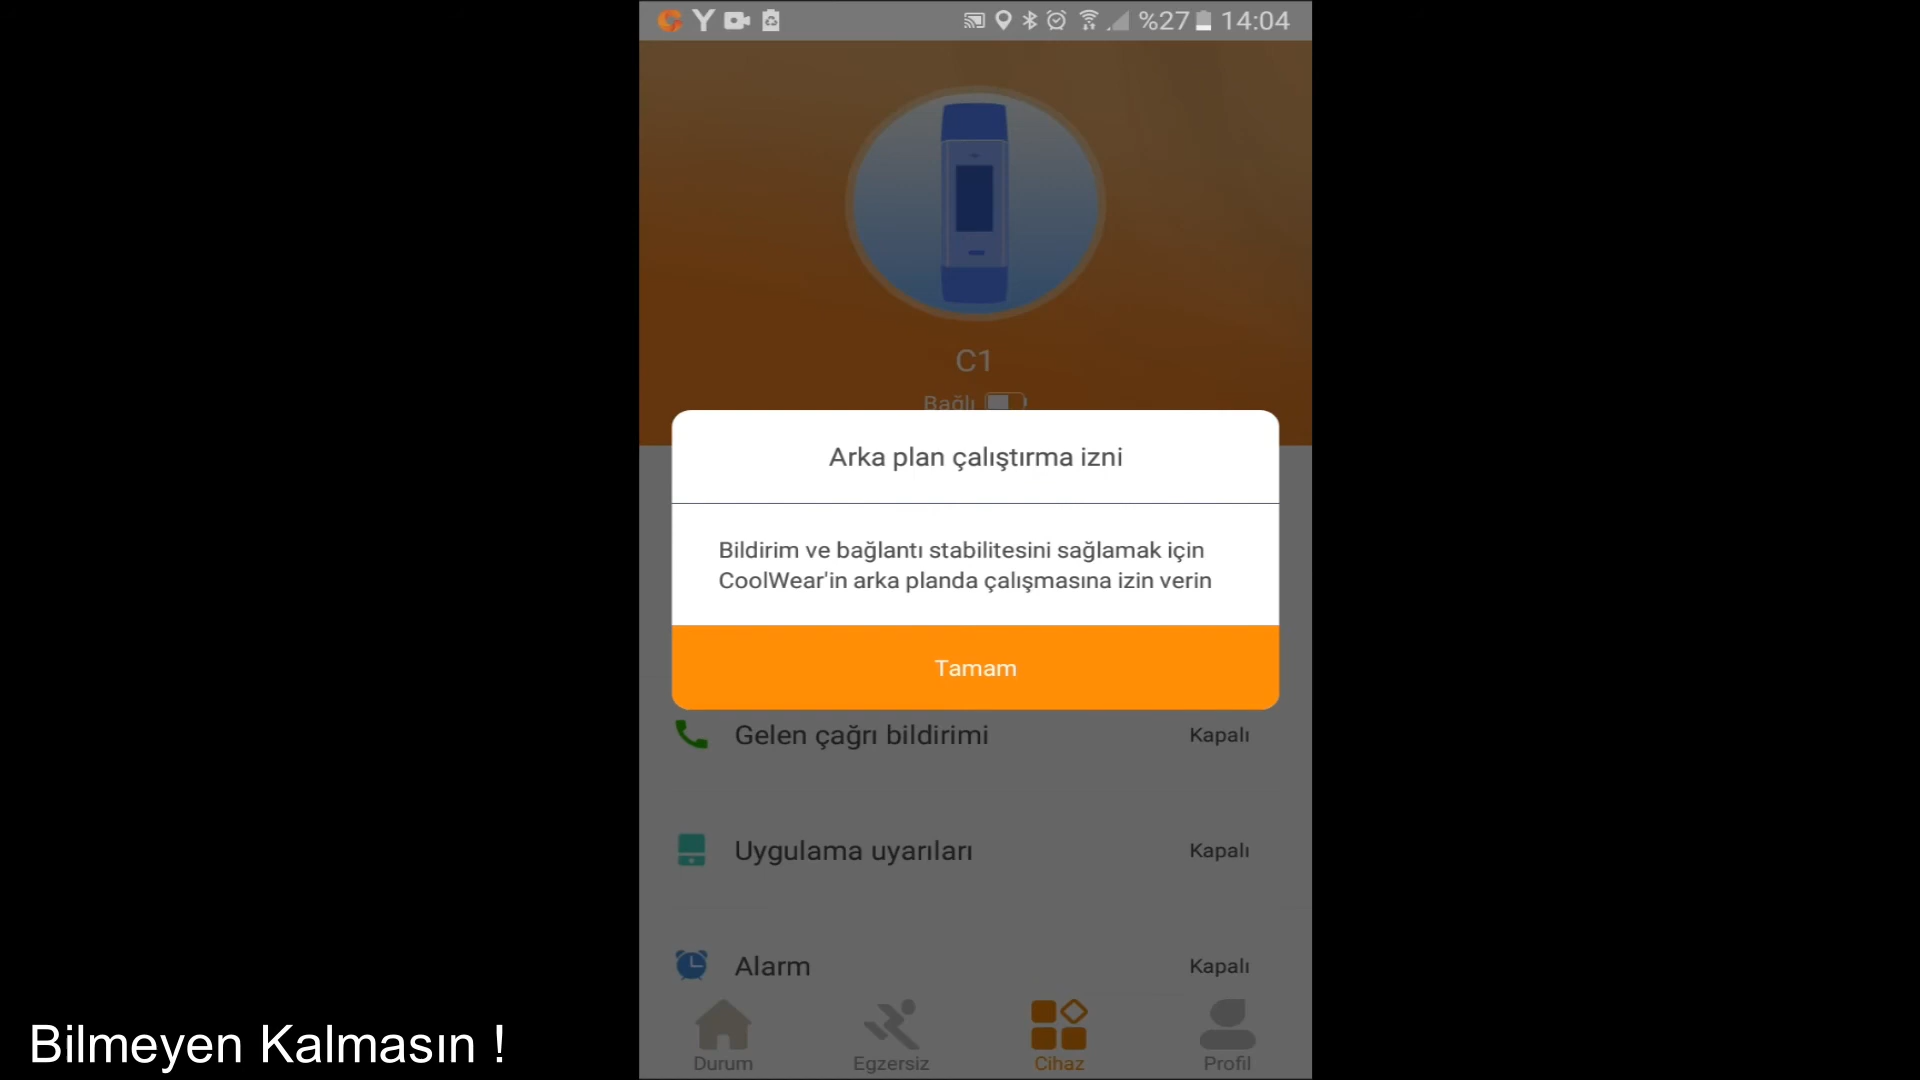 %27 14:04
C1
Bağlı
Arka plan çalıştırma izni
Bildirim ve bağlantı stabilitesini sağlamak için
CoolWear'in arka planda çalışmasına izin verin
Tamam
Gelen çağrı bildirimi Kapalı
Uygulama uyarıları Kapalı
Alarm Kapalı
Durum Egzersiz Cihaz Profil
Bilmeyen Kalmasın !